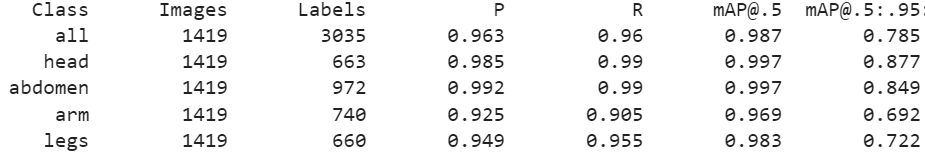 Class Images Labels P R mAP@.5 mAP@.5:.95:
all 1419 3035 0.963 0.96 0.987 0.785
head 1419 663 0.985 0.99 0.997 0.877
abdomen 1419 972 0.992 0.99 0.997 0.849
arm 1419 740 0.925 0.905 0.969 0.692
legs 1419 660 0.949 0.955 0.983 0.722